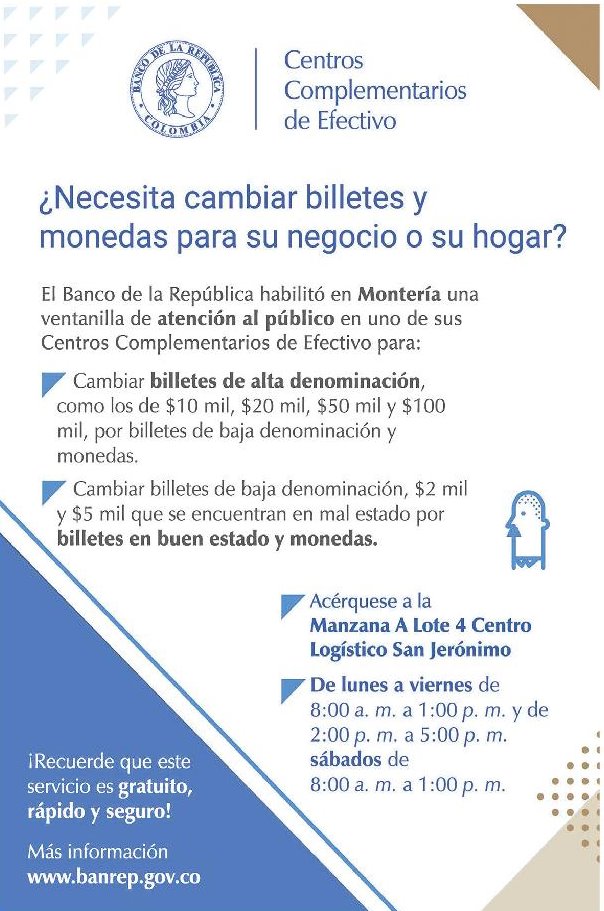 BANCO DE LA REPÚBLICA
COLOMBIA
Centros
Complementarios
de Efectivo
¿Necesita cambiar billetes y
monedas para su negocio o su hogar?
El Banco de la República habilitó en Montería una
ventanilla de atención al público en uno de sus
Centros Complementarios de Efectivo para:
Cambiar billetes de alta denominación,
como los de $10 mil, $20 mil, $50 mil y $100
mil, por billetes de baja denominación y
monedas.
Cambiar billetes de baja denominación, $2 mil
y $5 mil que se encuentran en mal estado por
billetes en buen estado y monedas.
Acérquese a la
Manzana A Lote 4 Centro
Logístico San Jerónimo
De lunes a viernes de
8:00 a. m. a 1:00 p. m. y de
2:00 p. m. a 5:00 p. m.
sábados de
8:00 a. m. a 1:00 p. m.
¡Recuerde que este
servicio es gratuito,
rápido y seguro!
Más información
www.banrep.gov.co